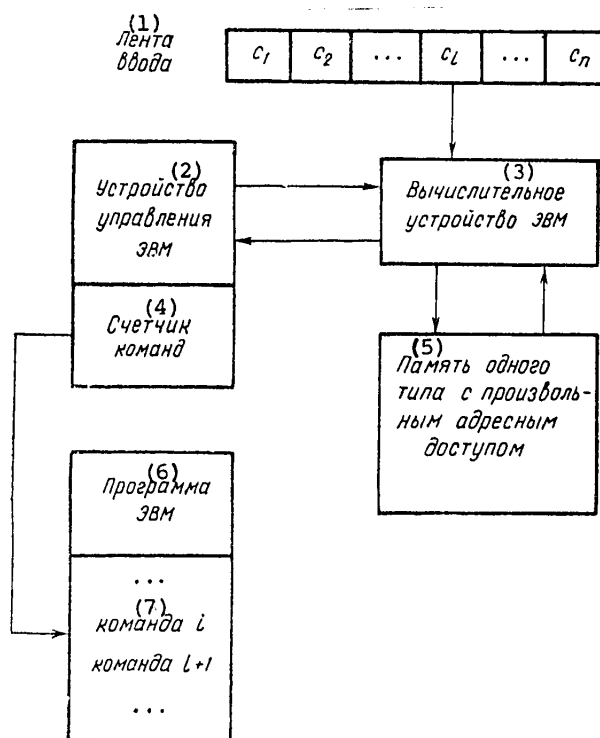 (1)
Лента
ввода
c1 c2 ... ci ... cn
(2)
Устройство
управления
ЭВМ
(3)
Вычислительное
устройство ЭВМ
(4)
Счетчик
команд
(5)
Память одного
типа с произволь-
ным адресным
доступом
(6)
Программа
ЭВМ
...
(7)
команда i
команда i+1
...